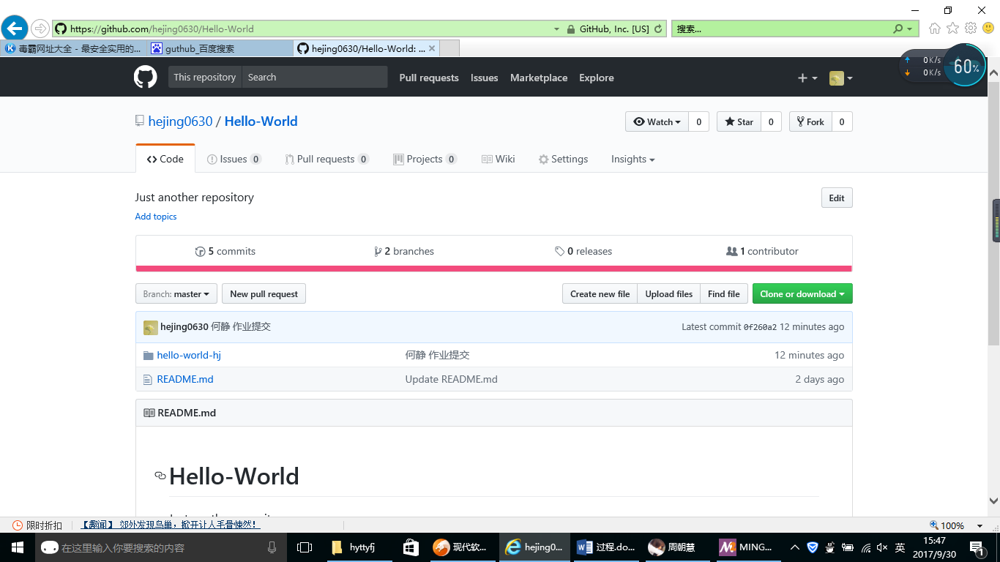 https://github.com/hejing0630/Hello-World
GitHub, Inc. [US]
搜索...
毒霸网址大全 - 最安全实用的...
guthub_百度搜索
hejing0630/Hello-World: ...
This repository
Search
Pull requests
Issues
Marketplace
Explore
0K/s
0K/s
60%
hejing0630 / Hello-World
Watch 0
Star 0
Fork 0
Code
Issues 0
Pull requests 0
Projects 0
Wiki
Settings
Insights
Just another repository
Edit
Add topics
5 commits
2 branches
0 releases
1 contributor
Branch: master
New pull request
Create new file
Upload files
Find file
Clone or download
hejing0630 何静 作业提交
Latest commit 0f260a2 12 minutes ago
hello-world-hj
何静 作业提交
12 minutes ago
README.md
Update README.md
2 days ago
README.md
Hello-World
限时折扣
【趣闻】 郊外发现鸟巢，掀开让人毛骨悚然！
100%
在这里输入你要搜索的内容
hyttyfj
现代软...
hejing0...
过程.do...
周朝慧
MING...
英
15:47
2017/9/30
1